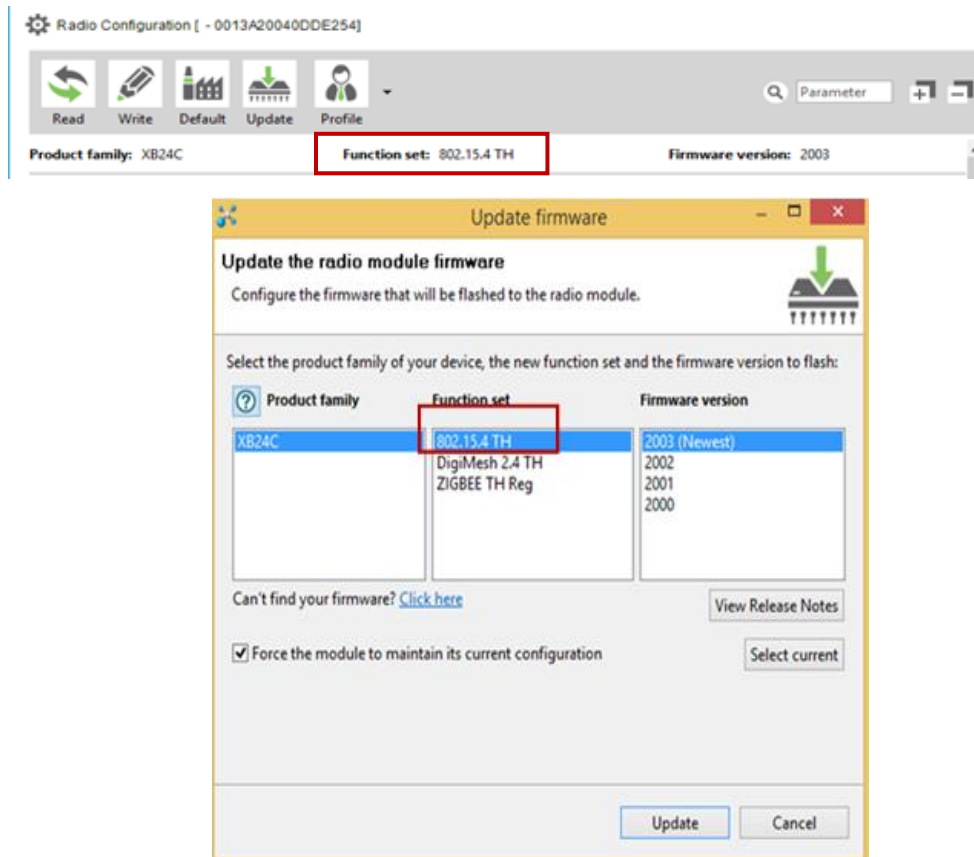 Radio Configuration [ - 0013A20040DDE254]
Read Write Default Update Profile Parameter
Product family: XB24C Function set: 802.15.4 TH Firmware version: 2003
Update firmware
Update the radio module firmware
Configure the firmware that will be flashed to the radio module.
Select the product family of your device, the new function set and the firmware version to flash:
Product family Function set Firmware version
XB24C 802.15.4 TH 2003 (Newest)
DigiMesh 2.4 TH 2002
ZIGBEE TH Reg 2001
2000
Can't find your firmware? Click here View Release Notes
Force the module to maintain its current configuration Select current
Update Cancel